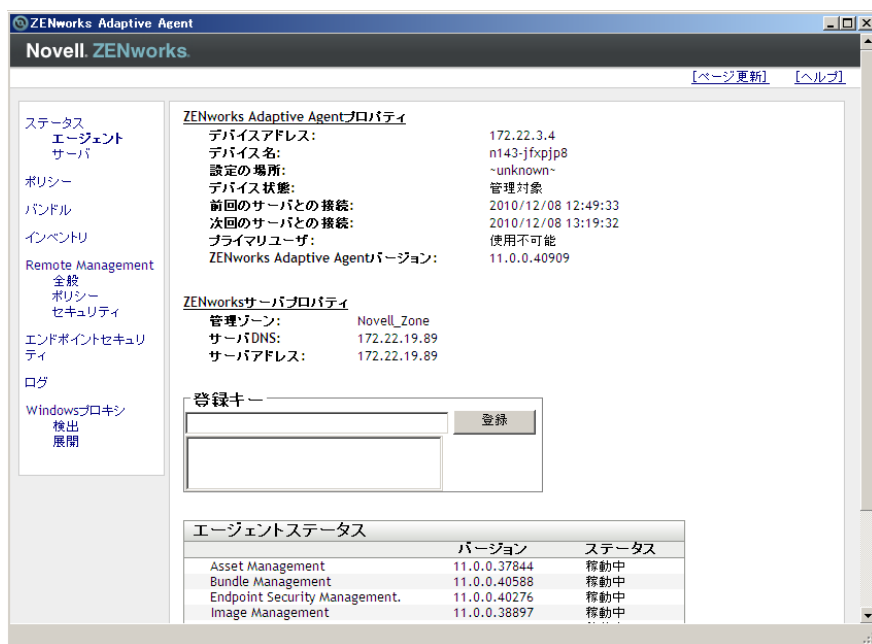 ZENworks Adaptive Agent
Novell. ZENworks.
[ページ更新] [ヘルプ]
ステータス
エージェント
サーバ
ポリシー
バンドル
インベントリ
Remote Management
全般
ポリシー
セキュリティ
エンドポイントセキュリ
ティ
ログ
Windowsプロキシ
検出
展開
ZENworks Adaptive Agentプロパティ
デバイスアドレス: 172.22.3.4
デバイス名: n143-jfxpjp8
設定の場所: ~unknown~
デバイス状態: 管理対象
前回のサーバとの接続: 2010/12/08 12:49:33
次回のサーバとの接続: 2010/12/08 13:19:32
プライマリユーザ: 使用不可能
ZENworks Adaptive Agentバージョン: 11.0.0.40909
ZENworksサーバプロパティ
管理ゾーン: Novell_Zone
サーバDNS: 172.22.19.89
サーバアドレス: 172.22.19.89
登録キー
登録
エージェントステータス
バージョン ステータス
Asset Management 11.0.0.37844 稼動中
Bundle Management 11.0.0.40588 稼動中
Endpoint Security Management. 11.0.0.40276 稼動中
Image Management 11.0.0.38897 稼動中